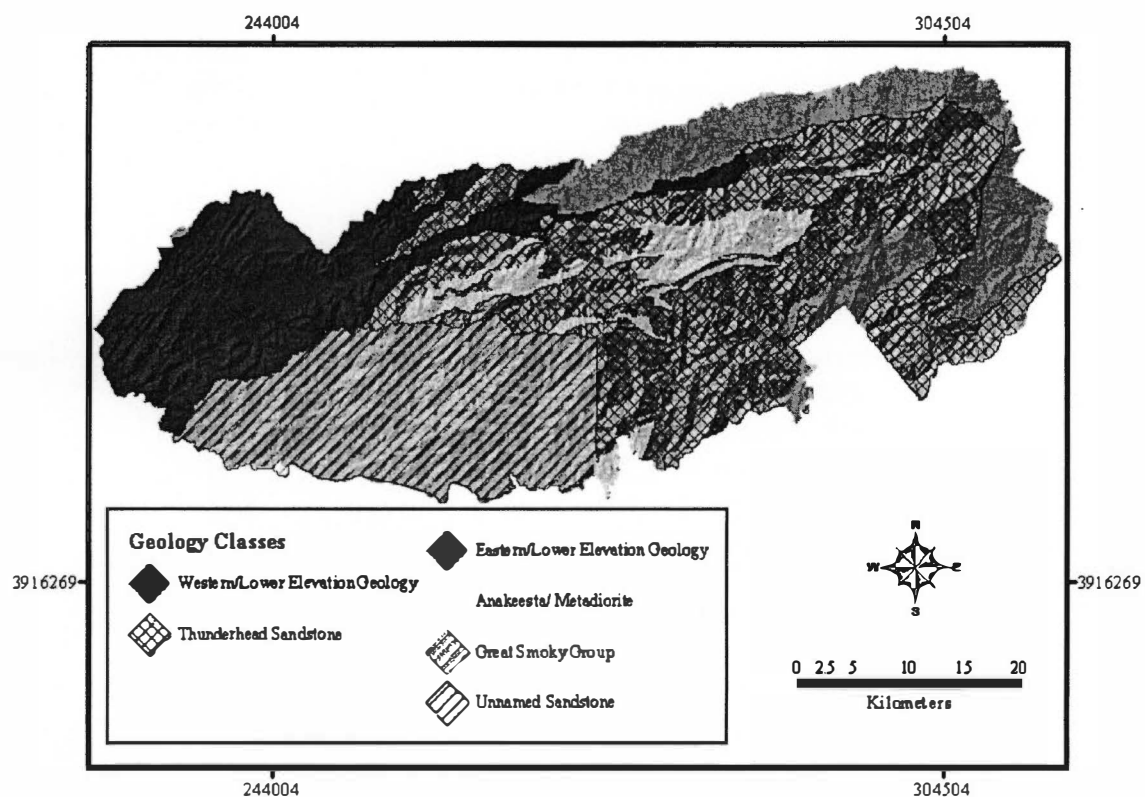 244004 304504
Geology Classes
Western/Lower Elevation Geology
Thunderhead Sandstone
Eastern/Lower Elevation Geology
Anakeesta/ Metadiorite
Great Smoky Group
Unnamed Sandstone
N
W E
S
3916269 3916269
0 2.5 5 10 15 20
Kilometers
244004 304504